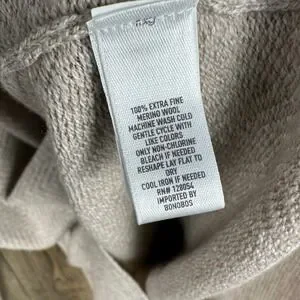 100% EXTRA FINE
MERINO WOOL
MACHINE WASH COLD
GENTLE CYCLE WITH
LIKE COLORS
ONLY NON-CHLORINE
BLEACH IF NEEDED
RESHAPE LAY FLAT TO
DRY
COOL IRON IF NEEDED
RN# 128054
IMPORTED BY
BONOBOS